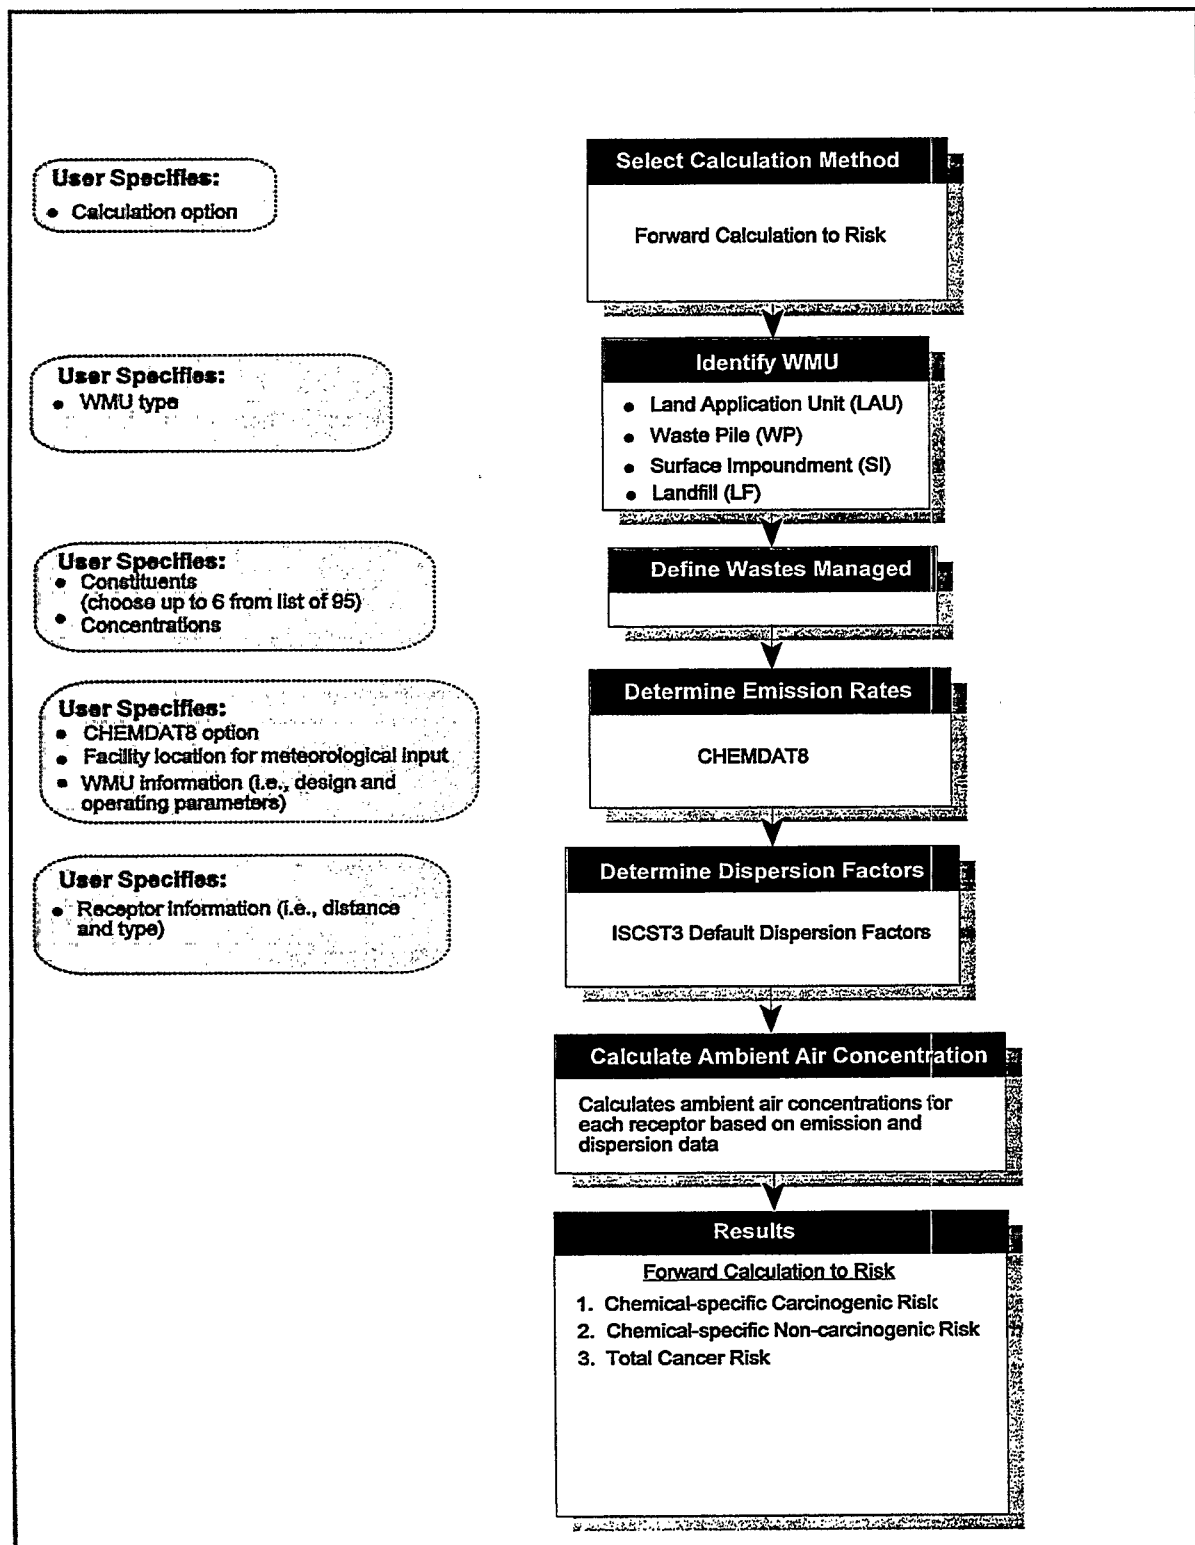 User Specifies:
• Calculation option
Select Calculation Method
Forward Calculation to Risk
User Specifies:
• WMU type
Identify WMU
• Land Application Unit (LAU)
• Waste Pile (WP)
• Surface Impoundment (SI)
• Landfill (LF)
User Specifies:
• Constituents
(choose up to 6 from list of 95)
• Concentrations
Define Wastes Managed
User Specifies:
• CHEMDAT8 option
• Facility location for meteorological input
• WMU information (i.e., design and
operating parameters)
Determine Emission Rates
CHEMDAT8
User Specifies:
• Receptor information (i.e., distance
and type)
Determine Dispersion Factors
ISCST3 Default Dispersion Factors
Calculate Ambient Air Concentration
Calculates ambient air concentrations for
each receptor based on emission and
dispersion data
Results
Forward Calculation to Risk
1. Chemical-specific Carcinogenic Risk
2. Chemical-specific Non-carcinogenic Risk
3. Total Cancer Risk